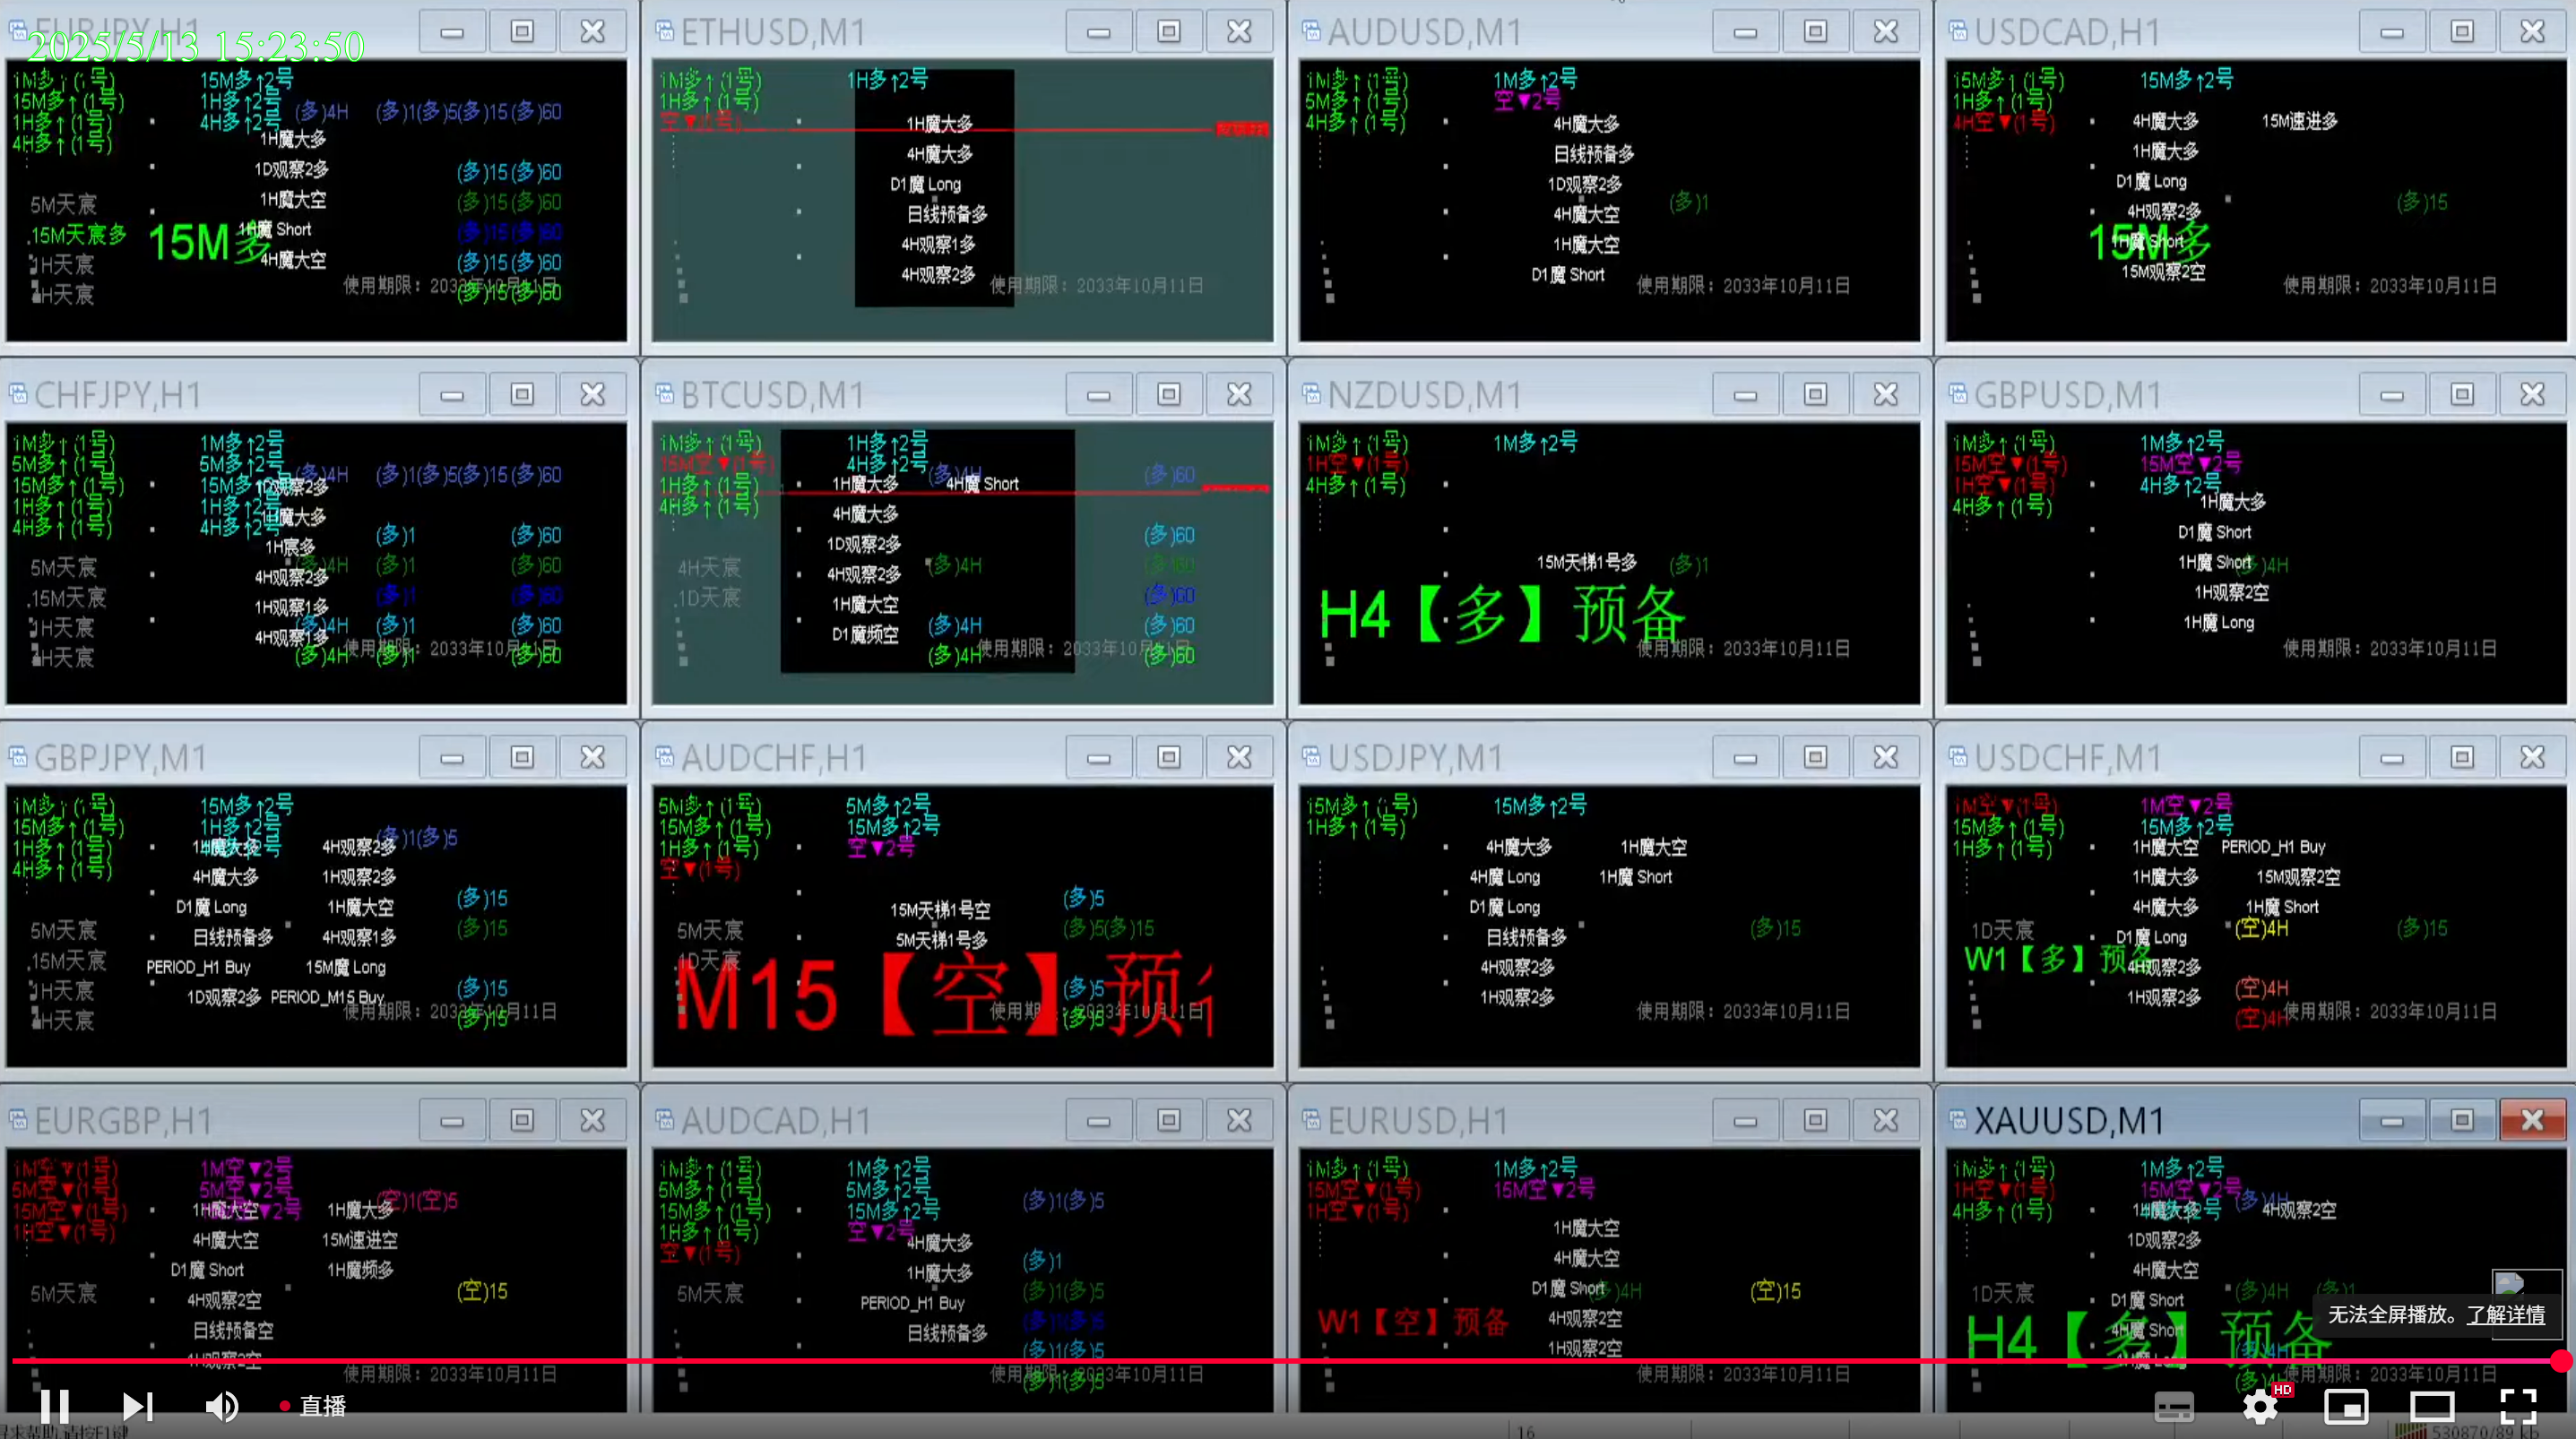 EURJPY,H1
2025/5/13 15:23:50
1M多↑(1号)
15M多↑(1号)
1H多↑(1号)
4H多↑(1号)
15M多↑2号
1H多↑2号
4H多↑2号
(多)4H (多)1(多)5(多)15(多)60
1H魔大多
1D观察2多
1H魔大空
1H魔 Short
4H魔大空
(多)15(多)60
(多)15(多)60
(多)15(多)60
(多)15(多)60
(多)15(多)60
5M天宸
15M天宸多
15M多
1H天宸
4H天宸
使用期限：2033年10月11日
ETHUSD,M1
1M多↑(1号)
1H多↑(1号)
空▼(1号)
1H多↑2号
1H魔大多
4H魔大多
D1魔 Long
日线预备多
4H观察1多
4H观察2多
使用期限：2033年10月11日
AUDUSD,M1
1M多↑(1号)
5M多↑(1号)
4H多↑(1号)
1M多↑2号
空▼2号
4H魔大多
日线预备多
1D观察2多
4H魔大空
1H魔大空
D1魔 Short
(多)1
使用期限：2033年10月11日
USDCAD,H1
15M多↑(1号)
1H多↑(1号)
4H空▼(1号)
15M多↑2号
4H魔大多 15M速进多
1H魔大多
D1魔 Long
4H观察2多
1H魔 Short
15M观察2空
15M多
(多)15
使用期限：2033年10月11日
CHFJPY,H1
1M多↑(1号)
5M多↑(1号)
15M多↑(1号)
1H多↑(1号)
4H多↑(1号)
1M多↑2号
5M多↑2号
15M多↑2号
1H多↑2号
4H多↑2号
(多)4H (多)1(多)5(多)15(多)60
1D观察2多
1H魔大多
1H宸多
4H观察2多
1H观察1多
4H观察1多
(多)1 (多)60
(多)4H (多)1 (多)60
(多)1 (多)60
(多)4H (多)1 (多)60
(多)4H (多)1 (多)60
5M天宸
15M天宸
1H天宸
4H天宸
使用期限：2033年10月11日
BTCUSD,M1
1M多↑(1号)
15M空▼(1号)
1H多↑(1号)
4H多↑(1号)
1H多↑2号
4H多↑2号
(多)4H (多)60
1H魔大多 4H魔 Short
4H魔大多
1D观察2多
4H观察2多
1H魔大空
D1魔频空
(多)60
(多)4H (多)60
(多)60
(多)4H (多)60
(多)4H (多)60
4H天宸
1D天宸
使用期限：2033年10月11日
NZDUSD,M1
1M多↑(1号)
1H空▼(1号)
4H多↑(1号)
1M多↑2号
15M天梯1号多 (多)1
H4【多】预备
使用期限：2033年10月11日
GBPUSD,M1
1M多↑(1号)
15M空▼(1号)
1H空▼(1号)
4H多↑(1号)
1M多↑2号
15M空▼2号
4H多↑2号
1H魔大多
D1魔 Short
1H魔 Short
(多)4H
1H观察2空
1H魔 Long
使用期限：2033年10月11日
GBPJPY,M1
1M多↑(1号)
15M多↑(1号)
1H多↑(1号)
4H多↑(1号)
15M多↑2号
1H多↑2号
4H多↑2号
(多)1(多)5
1H魔大多 4H观察2多
4H魔大多 1H观察2多
D1魔 Long 1H魔大空
日线预备多 4H观察1多
PERIOD_H1 Buy 15M魔 Long
1D观察2多 PERIOD_M15 Buy
(多)15
(多)15
(多)15
(多)15
5M天宸
15M天宸
1H天宸
4H天宸
使用期限：2033年10月11日
AUDCHF,H1
5M多↑(1号)
15M多↑(1号)
1H多↑(1号)
空▼(1号)
5M多↑2号
15M多↑2号
空▼2号
15M天梯1号空
5M天梯1号多
(多)5
(多)5(多)15
(多)5
(多)5
5M天宸
1D天宸
M15【空】预
使用期限：2033年10月11日
USDJPY,M1
15M多↑(1号)
1H多↑(1号)
15M多↑2号
4H魔大多 1H魔大空
4H魔 Long 1H魔 Short
D1魔 Long
日线预备多
4H观察2多
1H观察2多
(多)15
使用期限：2033年10月11日
USDCHF,M1
1M空▼(1号)
15M多↑(1号)
1H多↑(1号)
1M空▼2号
15M多↑2号
1H魔大空 PERIOD_H1 Buy
1H魔大多 15M观察2空
4H魔大多 1H魔 Short
D1魔 Long
4H观察2多
1H观察2多
(空)4H (多)15
(空)4H
(空)4H
1D天宸
W1【多】预备
使用期限：2033年10月11日
EURGBP,H1
1M空▼(1号)
5M空▼(1号)
15M空▼(1号)
1H空▼(1号)
1M空▼2号
5M空▼2号
15M空▼2号
(空)1(空)5
1H魔大空 1H魔大多
4H魔大空 15M速进空
D1魔 Short 1H魔频多
4H观察2空
日线预备空
1H观察2空
(空)15
5M天宸
使用期限：2033年10月11日
AUDCAD,H1
1M多↑(1号)
5M多↑(1号)
15M多↑(1号)
1H多↑(1号)
空▼(1号)
1M多↑2号
5M多↑2号
15M多↑2号
空▼2号
4H魔大多
1H魔大多
PERIOD_H1 Buy
日线预备多
(多)1(多)5
(多)1
(多)1(多)5
(多)1(多)5
(多)1(多)5
(多)1(多)5
5M天宸
使用期限：2033年10月11日
EURUSD,H1
1M多↑(1号)
15M空▼(1号)
1H空▼(1号)
1M多↑2号
15M空▼2号
1H魔大空
4H魔大空
D1魔 Short
4H观察2空
1H观察2空
(多)4H (空)15
W1【空】预备
使用期限：2033年10月11日
XAUUSD,M1
1M多↑(1号)
1H空▼(1号)
4H多↑(1号)
1M多↑2号
15M空▼2号
4H多↑2号
(多)4H
1H魔大多 4H观察2空
1D观察2多
4H魔大空
D1魔 Short
4H魔 Short
(多)4H (多)1
1D天宸
H4【多】预备
使用期限：2033年10月11日
无法全屏播放。了解详情
直播
HD
寻求帮助,请按F1键
16
530870/89 kb